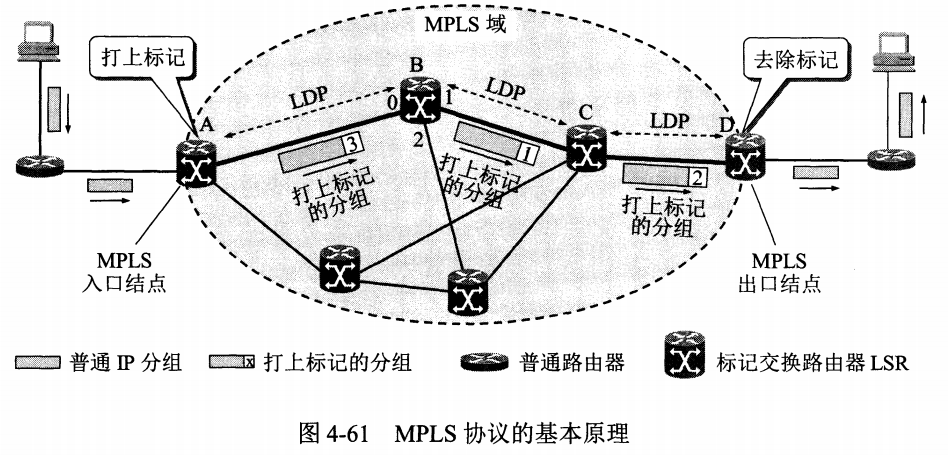 MPLS 域
打上标记
去除标记
B
LDP
0
1
LDP
C
A
2
LDP
D
3
打上标记
的分组
1
打上标记
的分组
2
打上标记
的分组
MPLS
入口结点
MPLS
出口结点
普通 IP 分组
x 打上标记的分组
普通路由器
标记交换路由器 LSR
图 4-61 MPLS 协议的基本原理